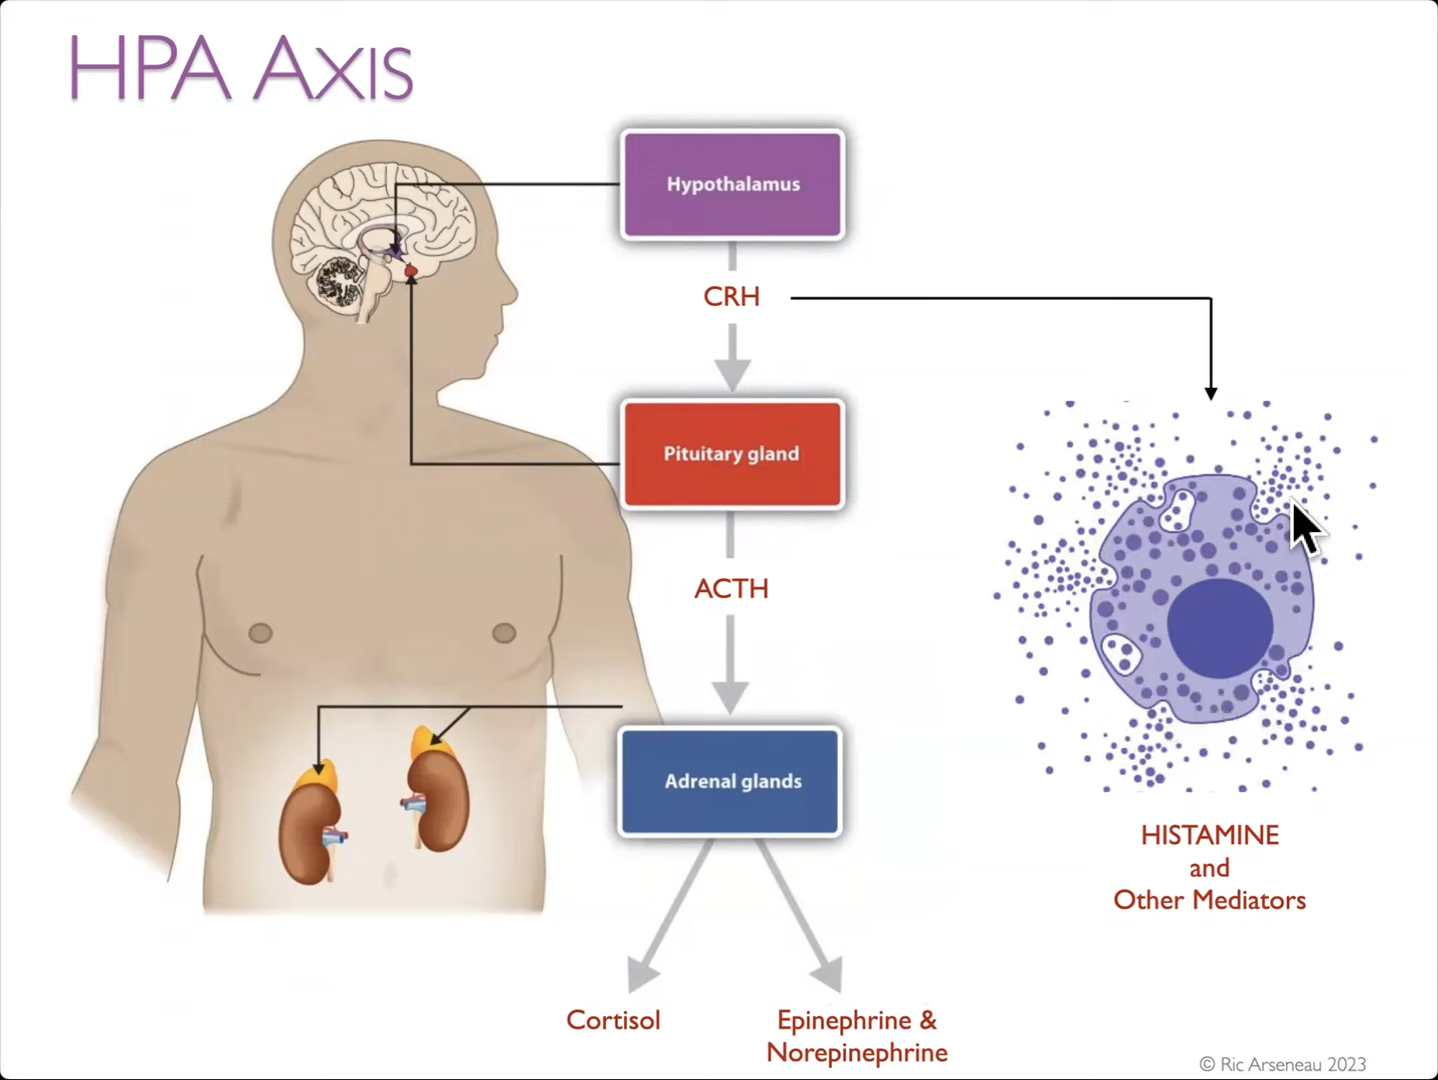 HPA AXIS
Hypothalamus
CRH
Pituitary gland
ACTH
Adrenal glands
HISTAMINE
and
Other Mediators
Cortisol
Epinephrine &
Norepinephrine
© Ric Arseneau 2023